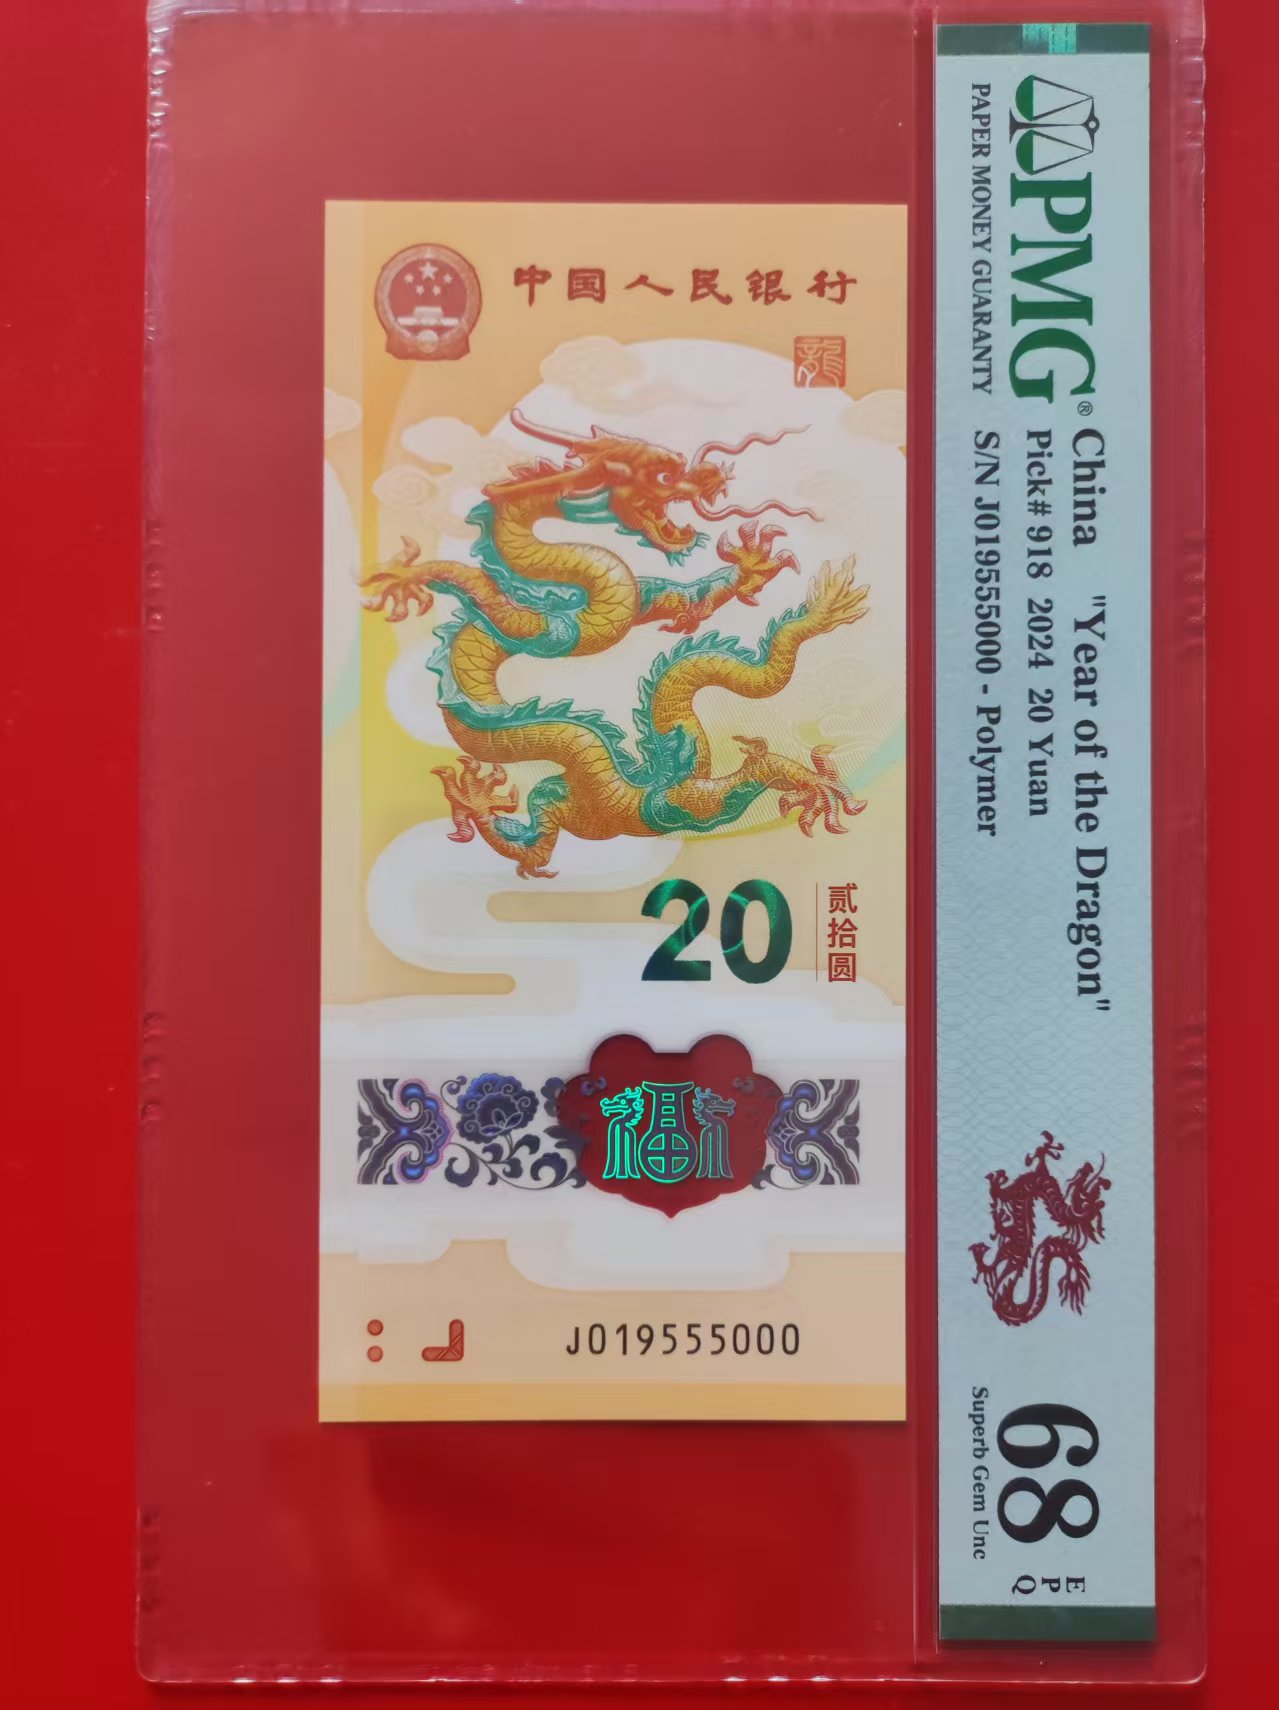 中国人民银行
龍
20
贰拾圆
福
J019555000
PMG®
PAPER MONEY GUARANTY
China "Year of the Dragon"
Pick# 918 2024 20 Yuan
S/N J019555000 - Polymer
68
EPQ
Superb Gem Unc